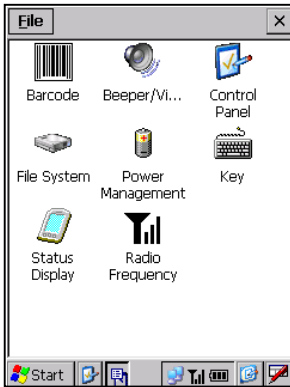 File
Barcode
Beeper/Vi...
Control
Panel
File System
Power
Management
Key
Status
Display
Radio
Frequency
Start